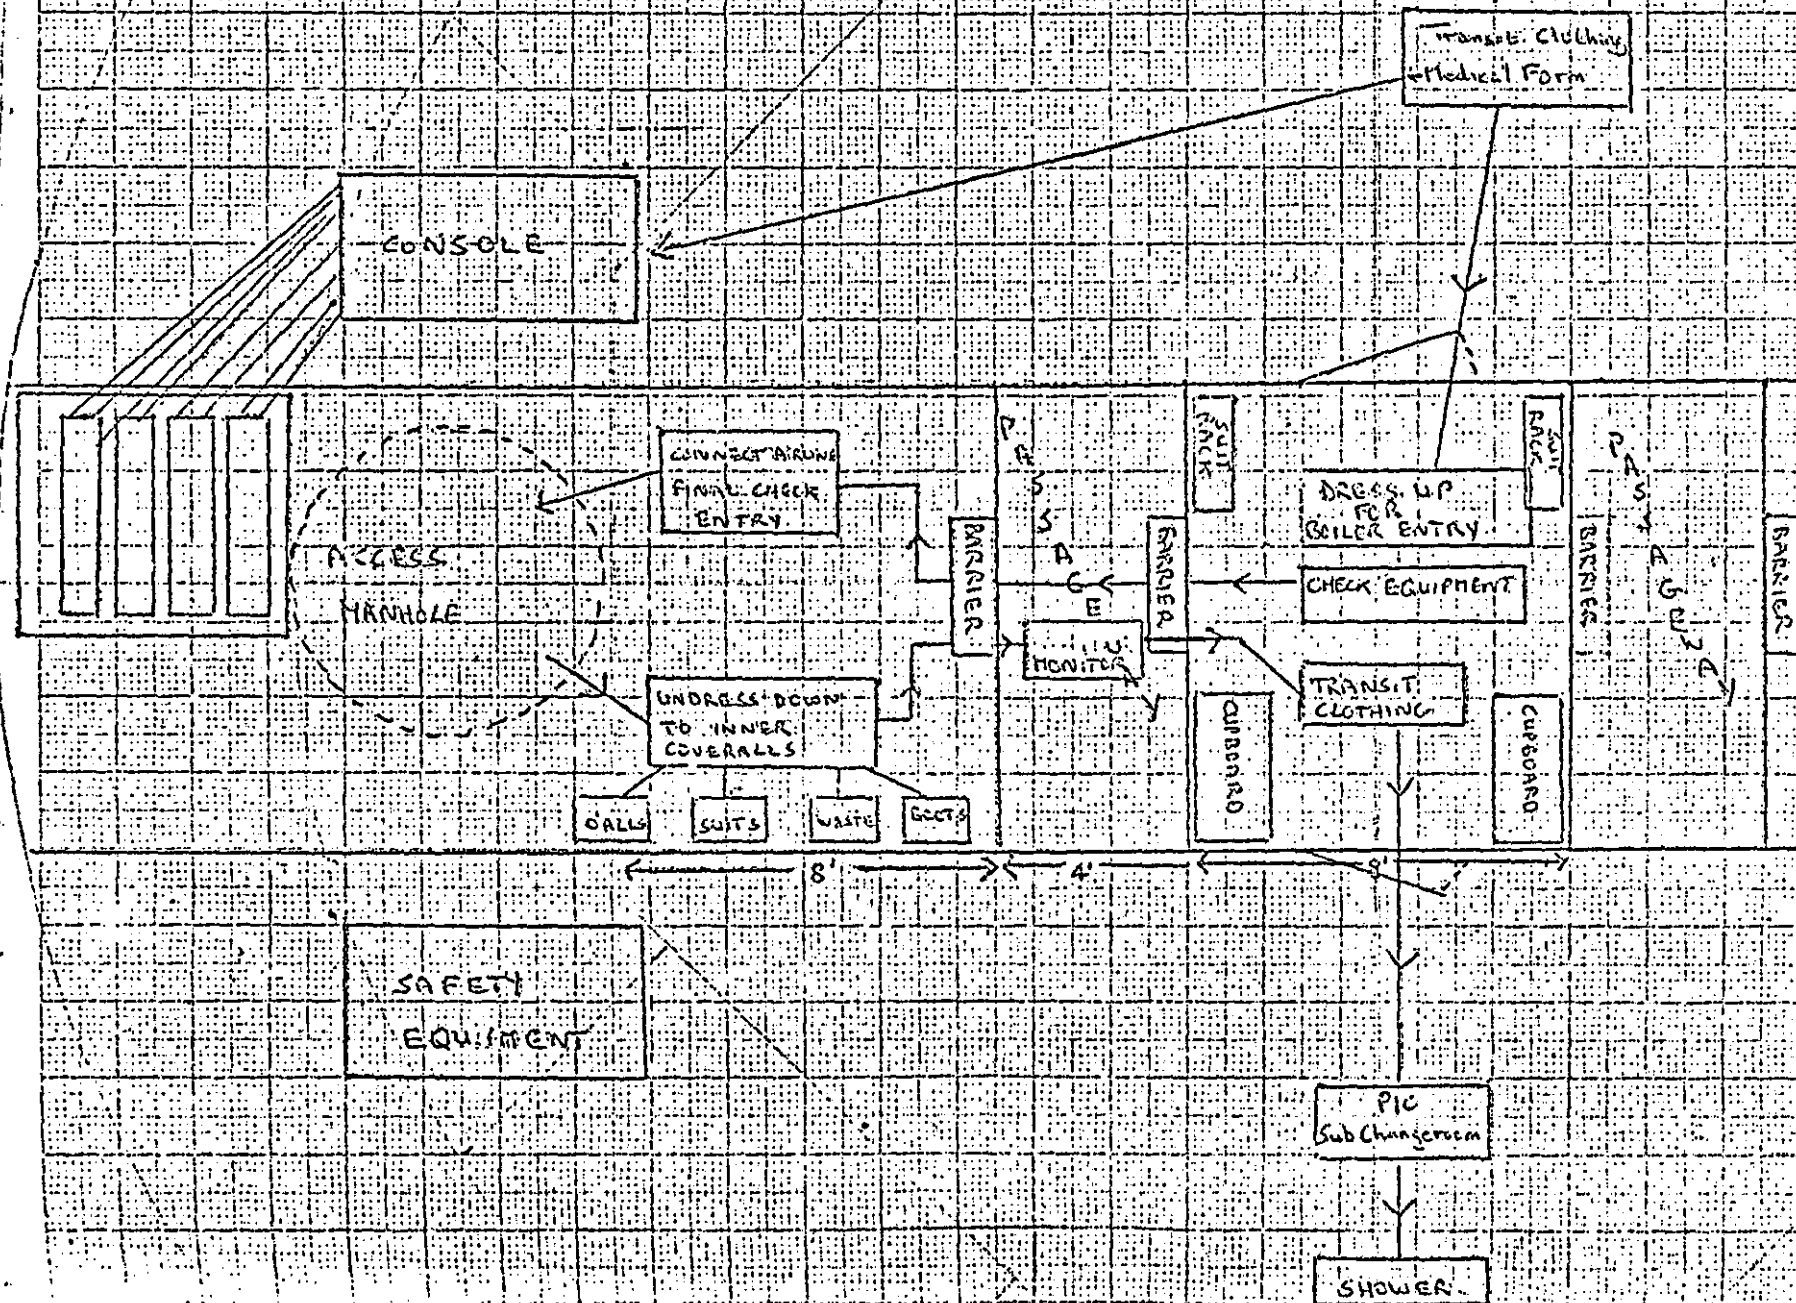 Transit Clothing
+ Medical Form
CONSOLE
CONNECT AIRLINE
FINAL CHECK
ENTRY
PASSAGE
SUIT
RACK
SUIT
RACK
DRESS UP
FOR
BOILER ENTRY
PASSAGE
BARRIER
BARRIER
BARRIER
BARRIER
ACCESS
MANHOLE
CHECK EQUIPMENT
MONITOR
UNDRESS DOWN
TO INNER
COVERALLS
TRANSIT
CLOTHING
CUPBOARD
CUPBOARD
O'ALLS
SUITS
WASTE
BOOTS
8'
4'
SAFETY
EQUIPMENT
PIC
Sub Changeroom
SHOWER.